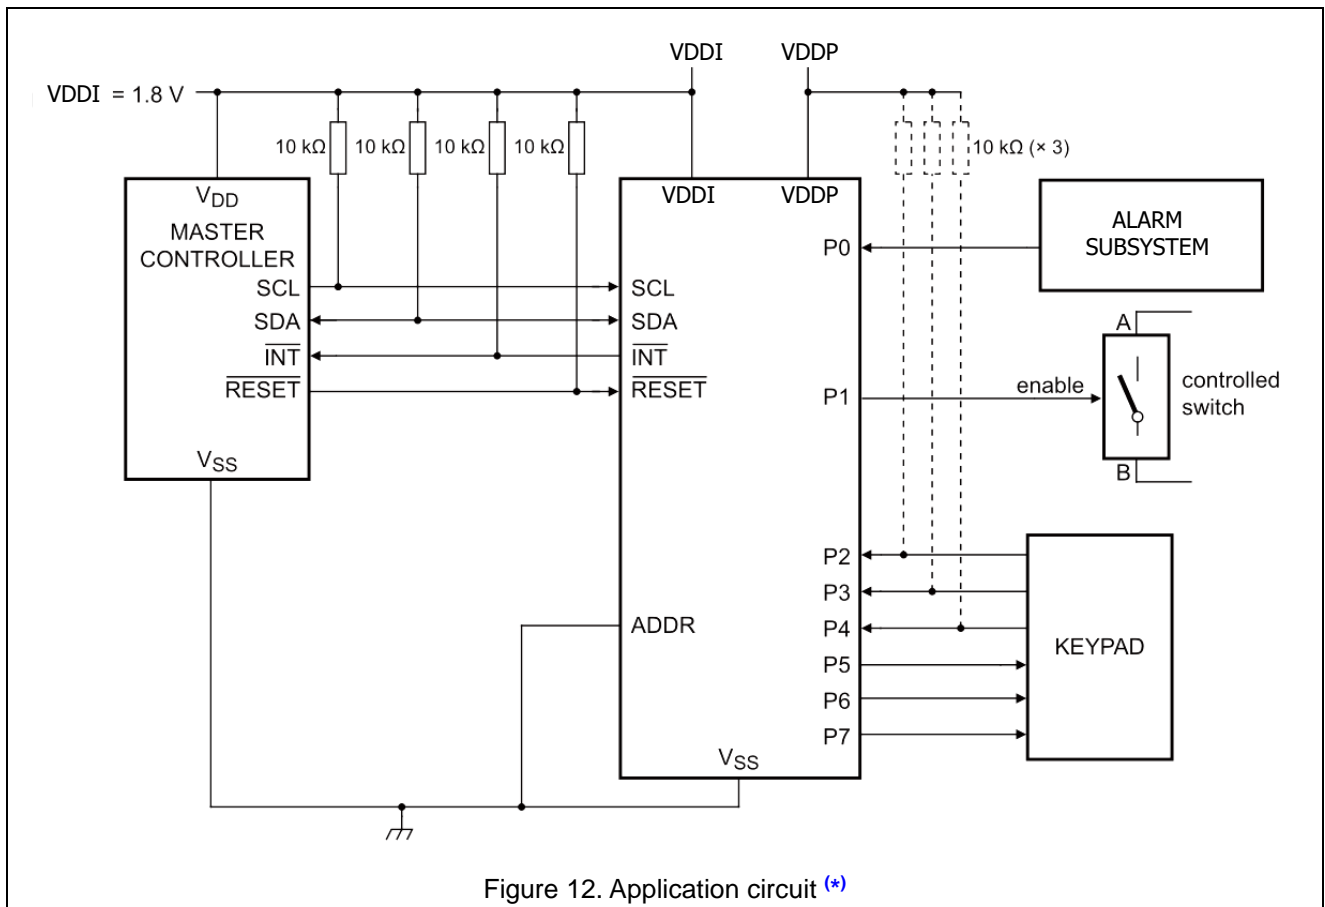 VDDI VDDP
VDDI = 1.8 V
10 kΩ 10 kΩ 10 kΩ 10 kΩ 10 kΩ (× 3)
VDD
MASTER
CONTROLLER
SCL
SDA
INT
RESET
VSS
VDDI VDDP
SCL
SDA
INT
RESET
ADDR
VSS
P0
P1
P2
P3
P4
P5
P6
P7
ALARM
SUBSYSTEM
A
enable
controlled
switch
B
KEYPAD
Figure 12. Application circuit (*)